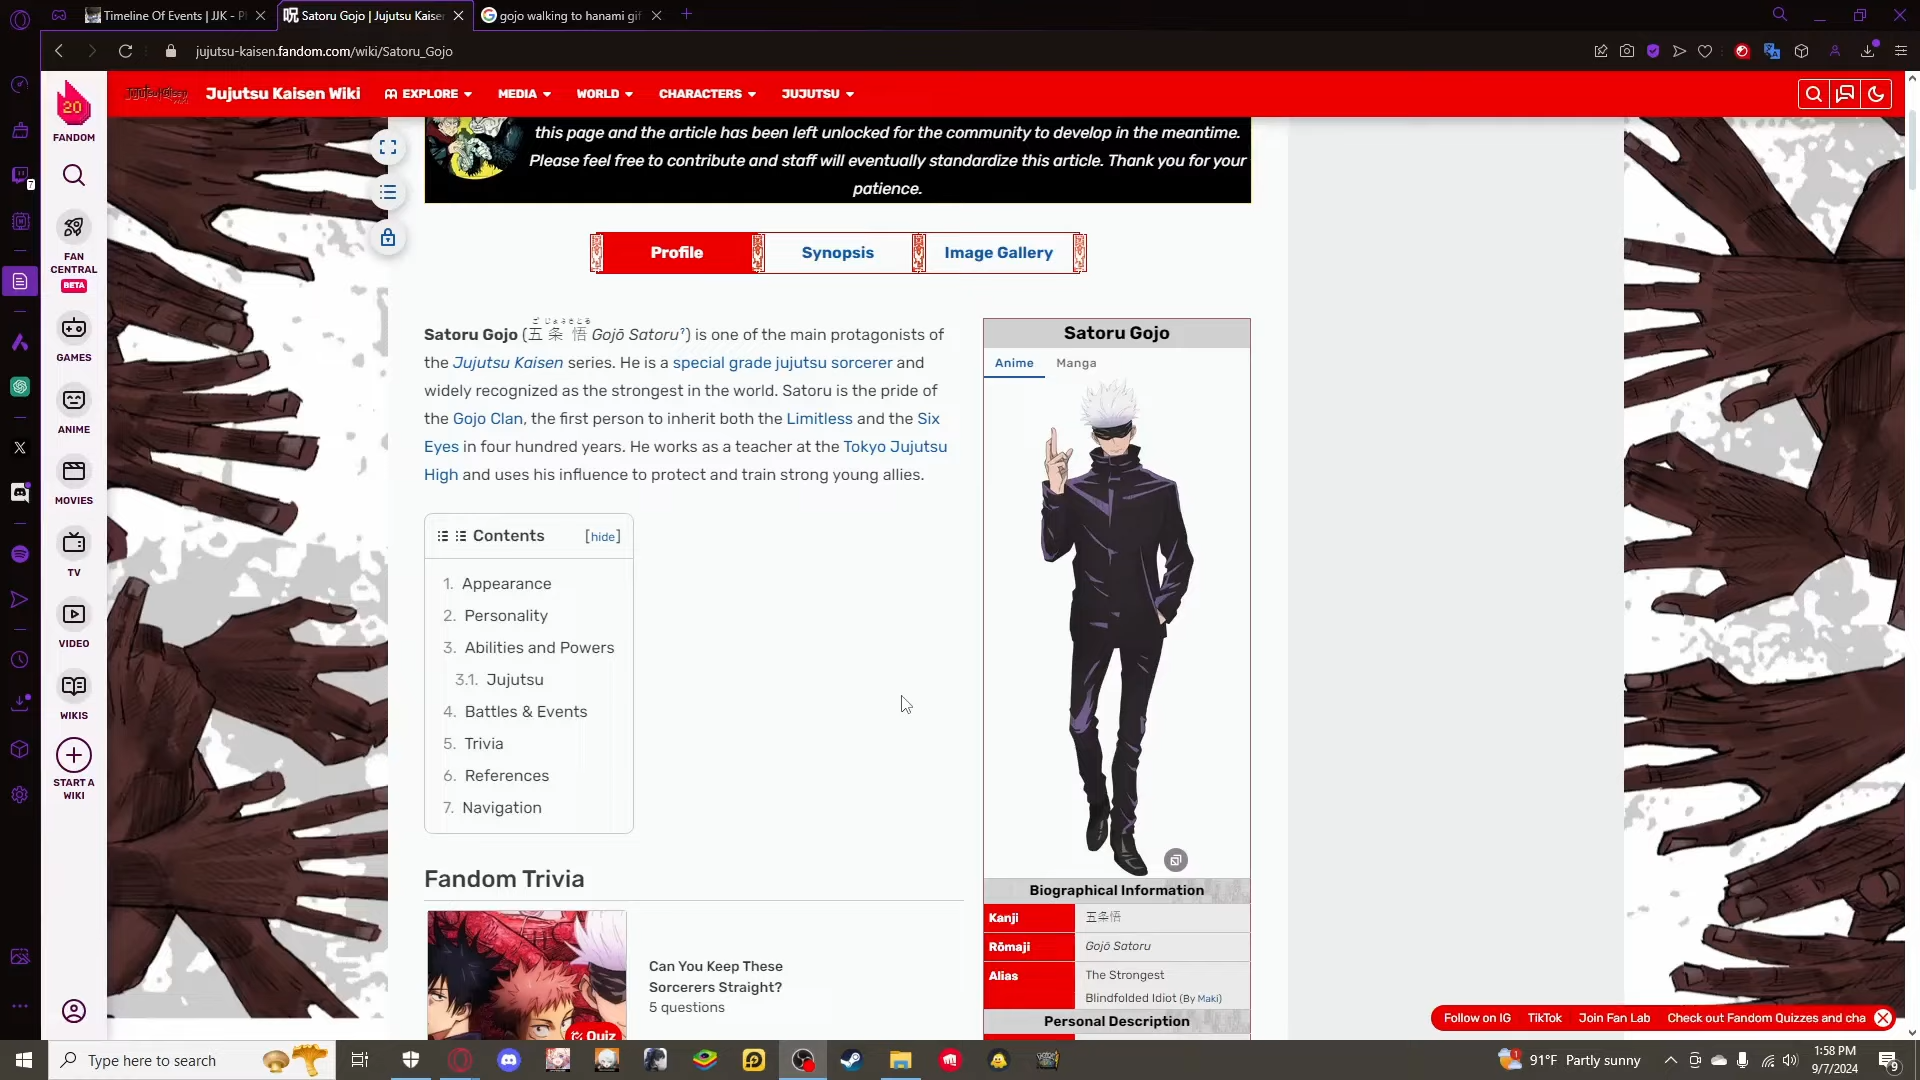 Timeline Of Events | JJK - P
Satoru Gojo | Jujutsu Kaise
gojo walking to hanami gif
jujutsu-kaisen.fandom.com/wiki/Satoru_Gojo
20
FANDOM
Jujutsu Kaisen Wiki
EXPLORE
MEDIA
WORLD
CHARACTERS
JUJUTSU
7
FAN
CENTRAL
BETA
GAMES
ANIME
MOVIES
TV
VIDEO
WIKIS
START A
WIKI
this page and the article has been left unlocked for the community to develop in the meantime.
Please feel free to contribute and staff will eventually standardize this article. Thank you for your
patience.
Profile
Synopsis
Image Gallery
ご じょうさとる
Satoru Gojo (五条 悟 Gojō Satoru?) is one of the main protagonists of
the Jujutsu Kaisen series. He is a special grade jujutsu sorcerer and
widely recognized as the strongest in the world. Satoru is the pride of
the Gojo Clan, the first person to inherit both the Limitless and the Six
Eyes in four hundred years. He works as a teacher at the Tokyo Jujutsu
High and uses his influence to protect and train strong young allies.
Contents [hide]
1. Appearance
2. Personality
3. Abilities and Powers
3.1. Jujutsu
4. Battles & Events
5. Trivia
6. References
7. Navigation
Fandom Trivia
Quiz
Can You Keep These
Sorcerers Straight?
5 questions
Satoru Gojo
Anime
Manga
Biographical Information
Kanji 五条悟
Rōmaji Gojō Satoru
Alias The Strongest
Blindfolded Idiot (By Maki)
Personal Description
Follow on IG
TikTok
Join Fan Lab
Check out Fandom Quizzes and cha
Type here to search
91°F Partly sunny
1:58 PM
9/7/2024
9